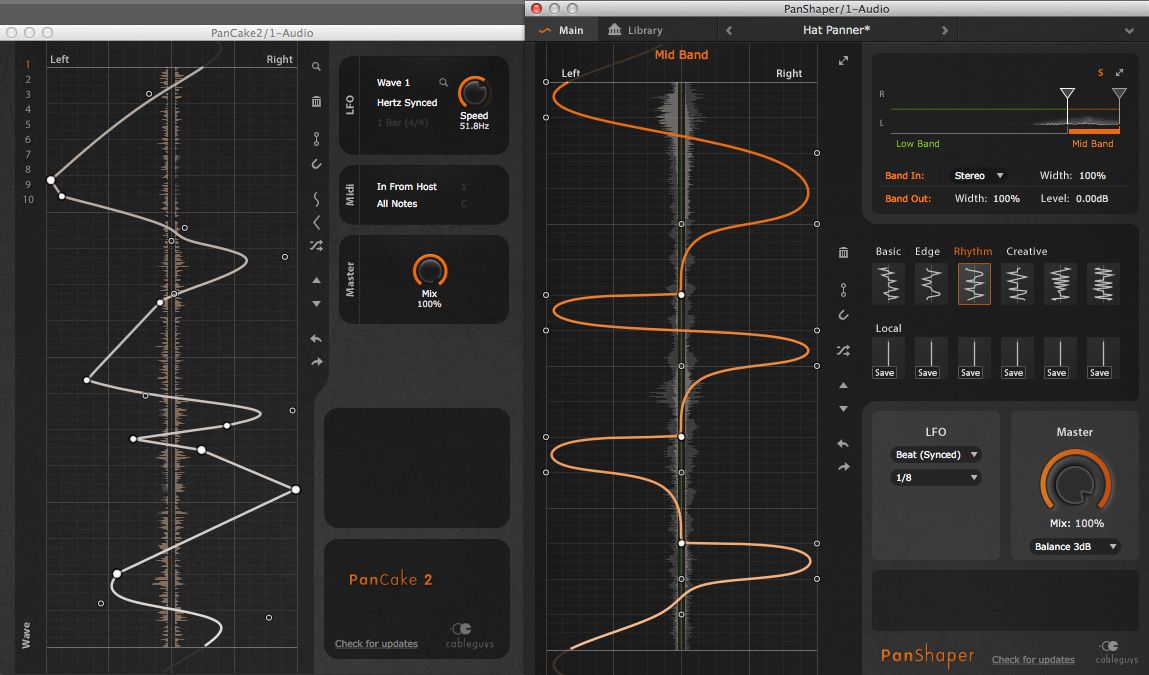 PanCake2/1-Audio
Left Right
1
2
3
4
5
6
7
8
9
10
Wave
LFO
Wave 1
Hertz Synced
1 Bar (4/4)
Speed
51.8Hz
Midi
In From Host 1
All Notes C
Master
Mix
100%
PanCake 2
Check for updates
cableguys
PanShaper/1-Audio
Main
Library
Hat Panner*
Mid Band
Left Right
S
R
L
Low Band Mid Band
Band In: Stereo Width: 100%
Band Out: Width: 100% Level: 0.00dB
Basic Edge Rhythm Creative
Local
Save Save Save Save Save Save
LFO
Beat (Synced)
1/8
Master
Mix: 100%
Balance 3dB
PanShaper
Check for updates
cableguys